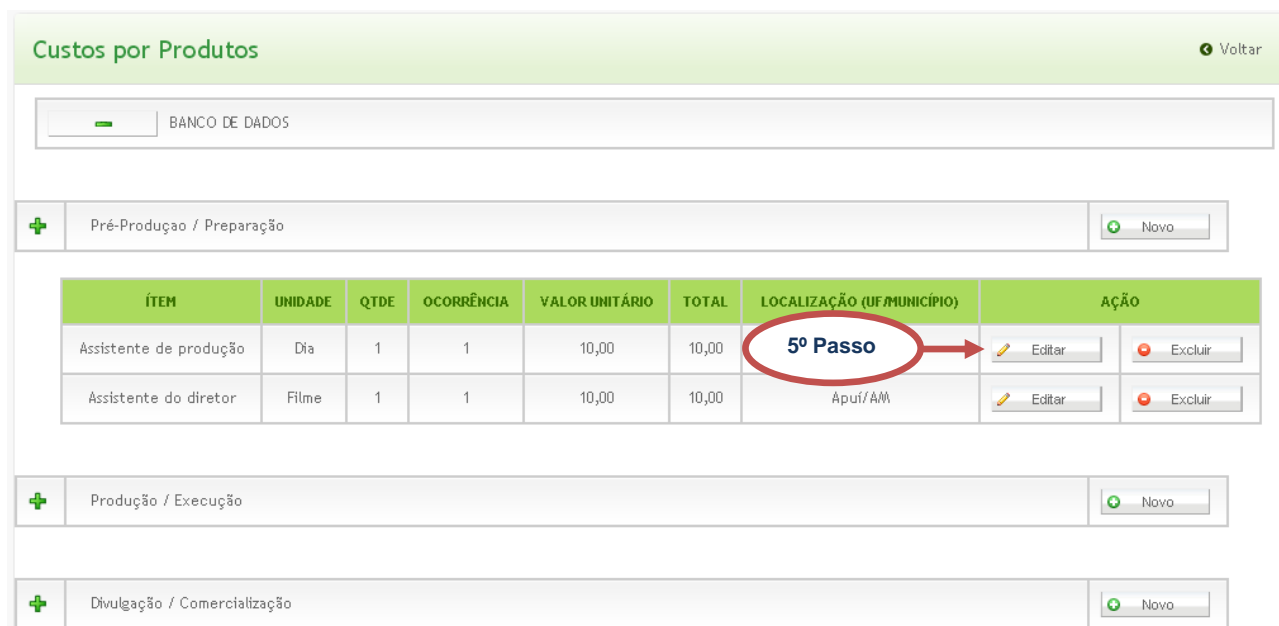 Custos por Produtos Voltar
BANCO DE DADOS
Pré-Produçao / Preparação Novo
ÍTEM UNIDADE QTDE OCORRÊNCIA VALOR UNITÁRIO TOTAL LOCALIZAÇÃO (UF/MUNICÍPIO) AÇÃO
Assistente de produção Dia 1 1 10,00 10,00 5º Passo Editar Excluir
Assistente do diretor Filme 1 1 10,00 10,00 Apuí/AM Editar Excluir
Produção / Execução Novo
Divulgação / Comercialização Novo